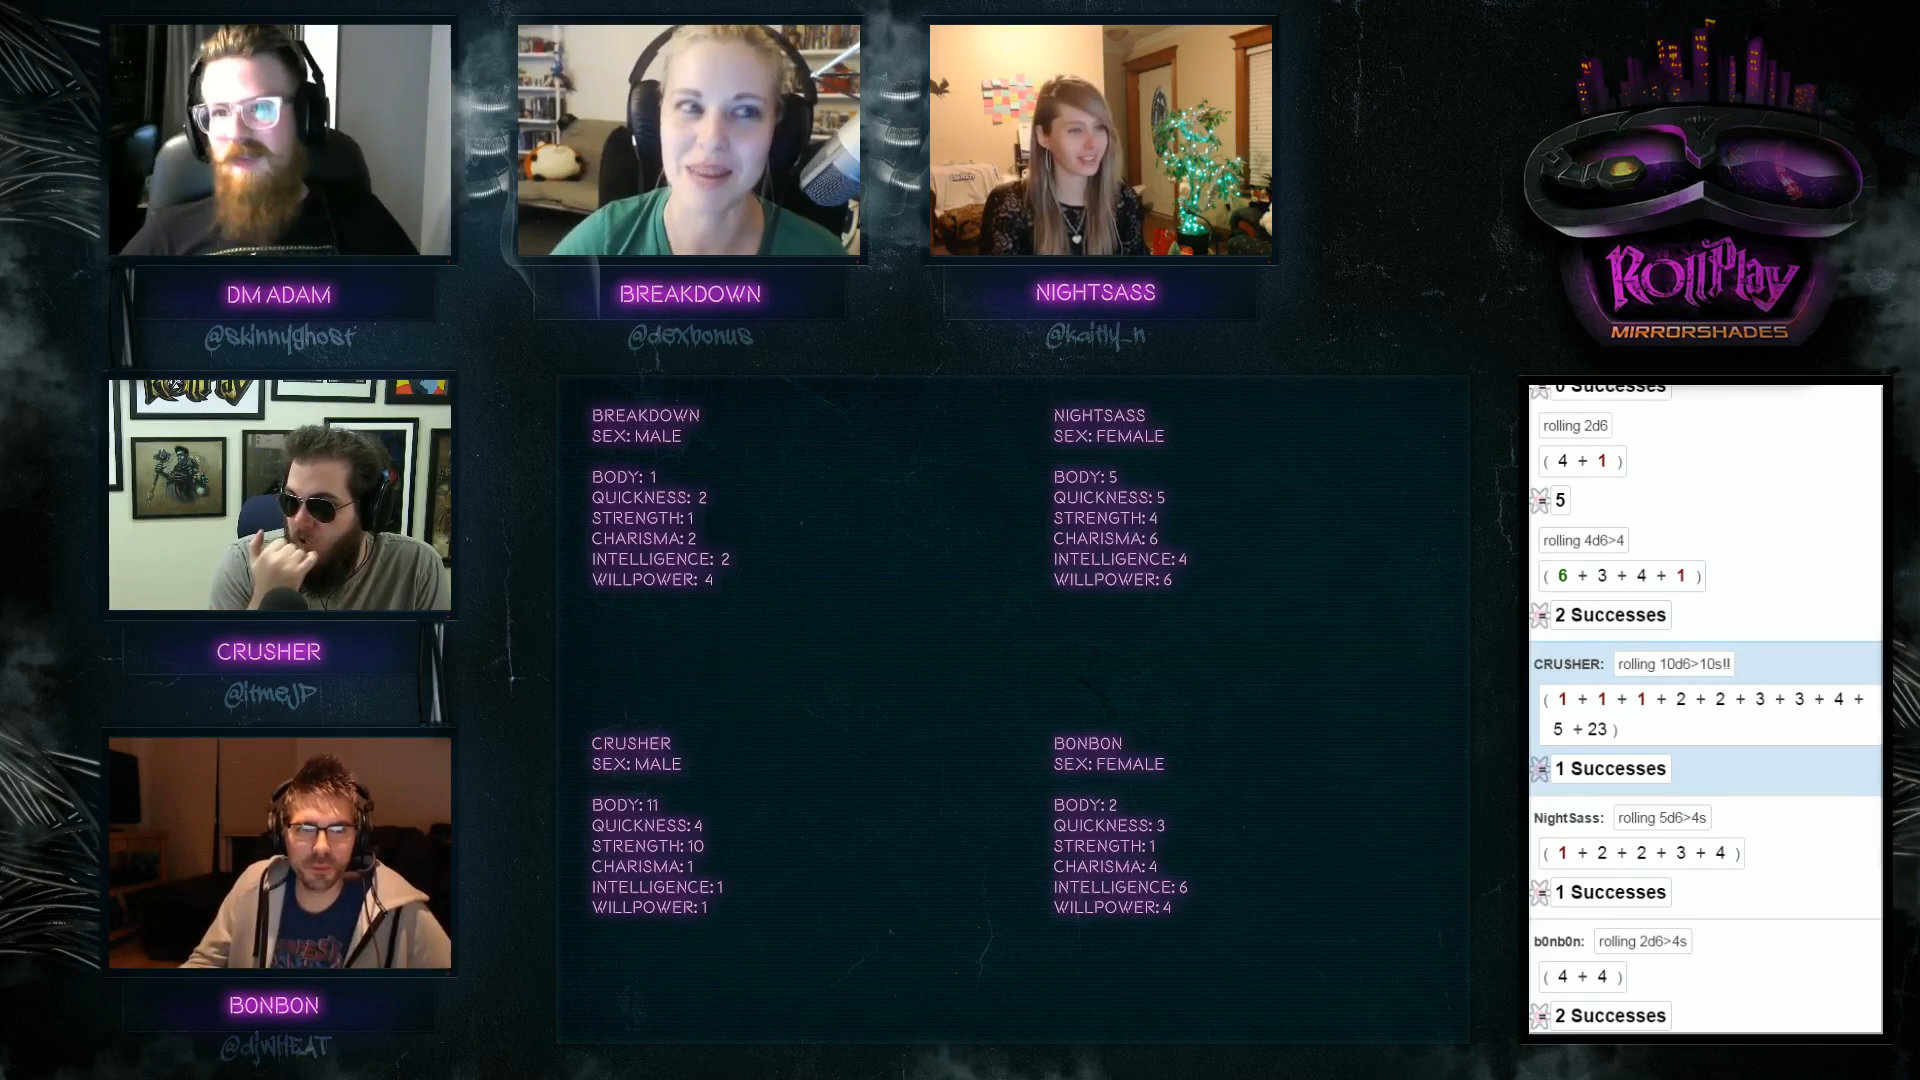 DM ADAM
@skinnyghost
BREAKDOWN
@dexbonus
NIGHTSASS
@kaitly_n
RollPlay
MIRRORSHADES
CRUSHER
@itmeJP
BONBON
@djWHEAT
BREAKDOWN
SEX: MALE
BODY: 1
QUICKNESS: 2
STRENGTH: 1
CHARISMA: 2
INTELLIGENCE: 2
WILLPOWER: 4
NIGHTSASS
SEX: FEMALE
BODY: 5
QUICKNESS: 5
STRENGTH: 4
CHARISMA: 6
INTELLIGENCE: 4
WILLPOWER: 6
CRUSHER
SEX: MALE
BODY: 11
QUICKNESS: 4
STRENGTH: 10
CHARISMA: 1
INTELLIGENCE: 1
WILLPOWER: 1
BONBON
SEX: FEMALE
BODY: 2
QUICKNESS: 3
STRENGTH: 1
CHARISMA: 4
INTELLIGENCE: 6
WILLPOWER: 4
= 0 Successes
rolling 2d6
( 4 + 1 )
= 5
rolling 4d6>4
( 6 + 3 + 4 + 1 )
= 2 Successes
CRUSHER: rolling 10d6>10s!!
( 1 + 1 + 1 + 2 + 2 + 3 + 3 + 4 +
5 + 23 )
= 1 Successes
NightSass: rolling 5d6>4s
( 1 + 2 + 2 + 3 + 4 )
= 1 Successes
b0nb0n: rolling 2d6>4s
( 4 + 4 )
= 2 Successes